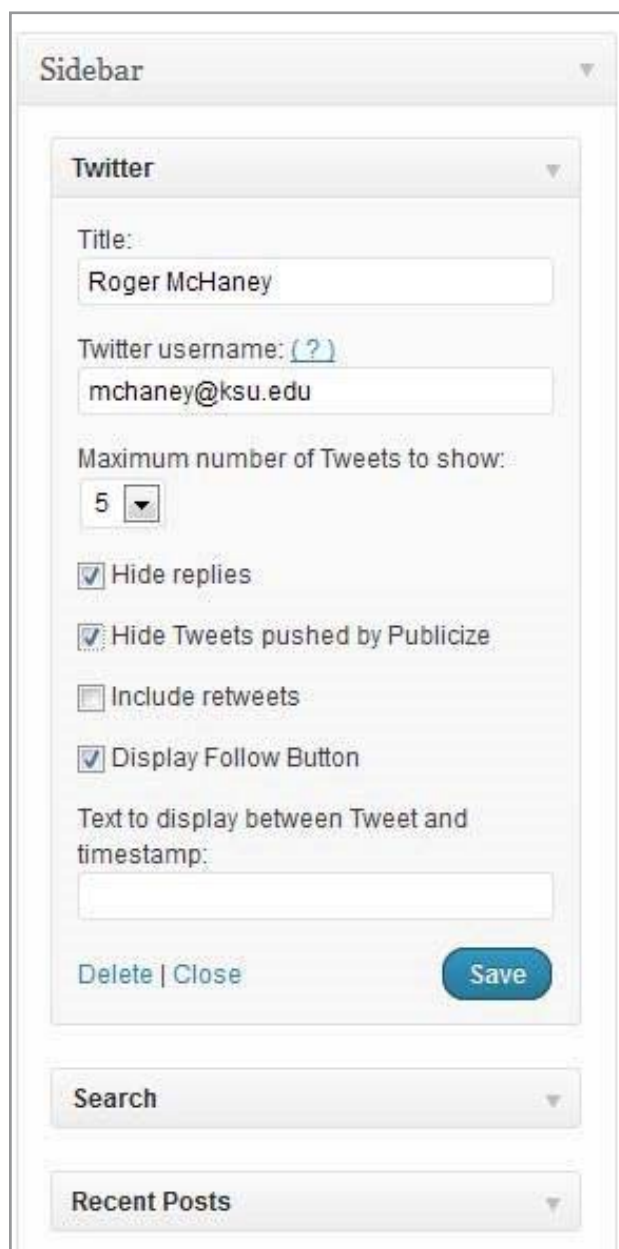 Sidebar
Twitter
Title:
Roger McHaney
Twitter username: ( ? )
mchaney@ksu.edu
Maximum number of Tweets to show:
5
Hide replies
Hide Tweets pushed by Publicize
Include retweets
Display Follow Button
Text to display between Tweet and
timestamp:
Delete | Close
Save
Search
Recent Posts